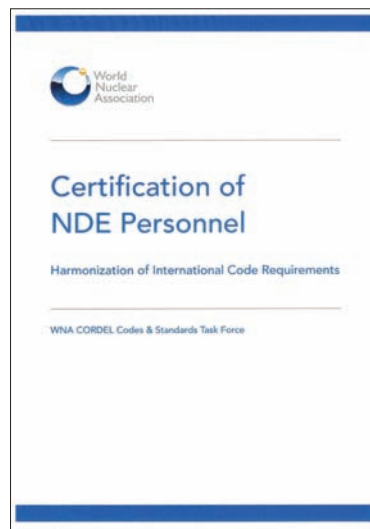 World
Nuclear
Association
Certification of
NDE Personnel
Harmonization of International Code Requirements
WNA CORDEL Codes & Standards Task Force